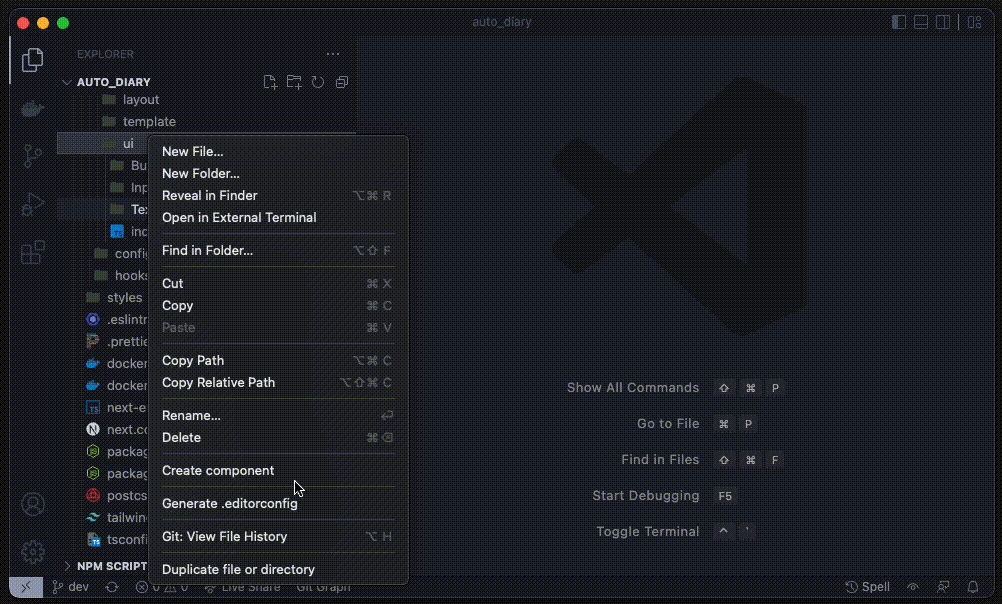 auto_diary
EXPLORER
AUTO_DIARY
layout
template
ui
Bu
Inp
Te
config
hooks
styles
.eslintr
.prettie
docker
docker
next-e
next.co
packag
packag
postcs
tailwin
tsconfi
NPM SCRIPT
New File...
New Folder...
Reveal in Finder ⌥⌘ R
Open in External Terminal
Find in Folder... ⌥⇧ F
Cut ⌘ X
Copy ⌘ C
Paste ⌘ V
Copy Path ⌥⌘ C
Copy Relative Path ⌥⇧⌘ C
Rename... ⏎
Delete ⌘⌫
Create component
Generate .editorconfig
Git: View File History ⌥ H
Duplicate file or directory
Show All Commands ⇧ ⌘ P
Go to File ⌘ P
Find in Files ⇧ ⌘ F
Start Debugging F5
Toggle Terminal ^ `
dev 0 0 Live Share Git Graph Spell